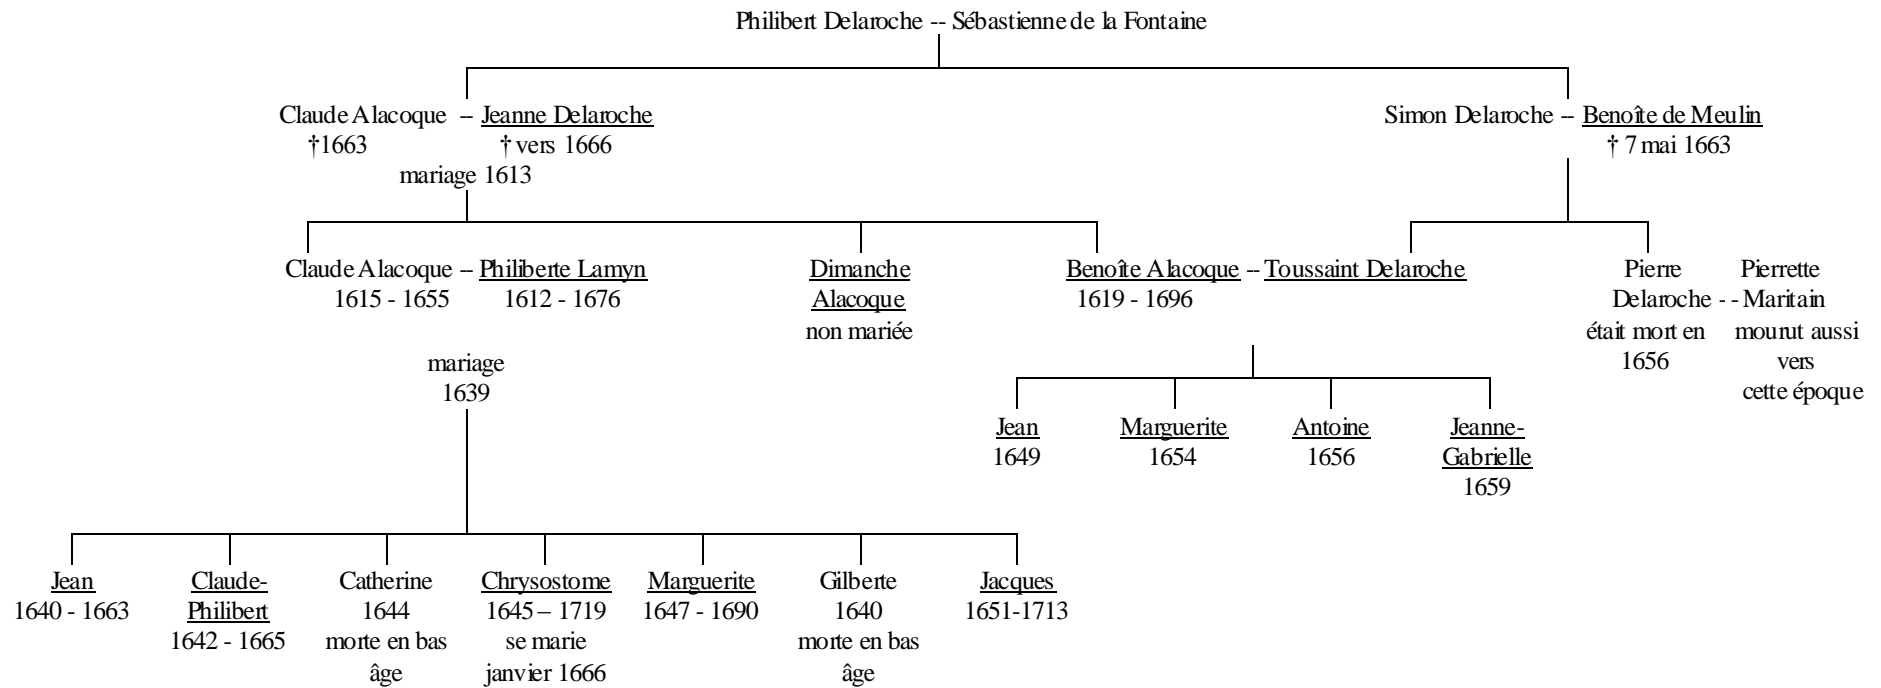 Philibert Delaroche -- Sébastienne de la Fontaine
Claude Alacoque -- Jeanne Delaroche
†1663
† vers 1666
mariage 1613
Simon Delaroche -- Benoîte de Meulin
† 7 mai 1663
Claude Alacoque -- Philiberte Lamyn
1615 - 1655
1612 - 1676
mariage
1639
Dimanche
Alacoque
non mariée
Benoîte Alacoque -- Toussaint Delaroche
1619 - 1696
Pierre Pierrette
Delaroche - - Maritain
était mort en
1656
mourut aussi
vers
cette époque
Jean
1649
Marguerite
1654
Antoine
1656
Jeanne-
Gabrielle
1659
Jean
1640 - 1663
Claude-
Philibert
1642 - 1665
Catherine
1644
morte en bas
âge
Chrysostome
1645 – 1719
se marie
janvier 1666
Marguerite
1647 - 1690
Gilberte
1640
morte en bas
âge
Jacques
1651-1713